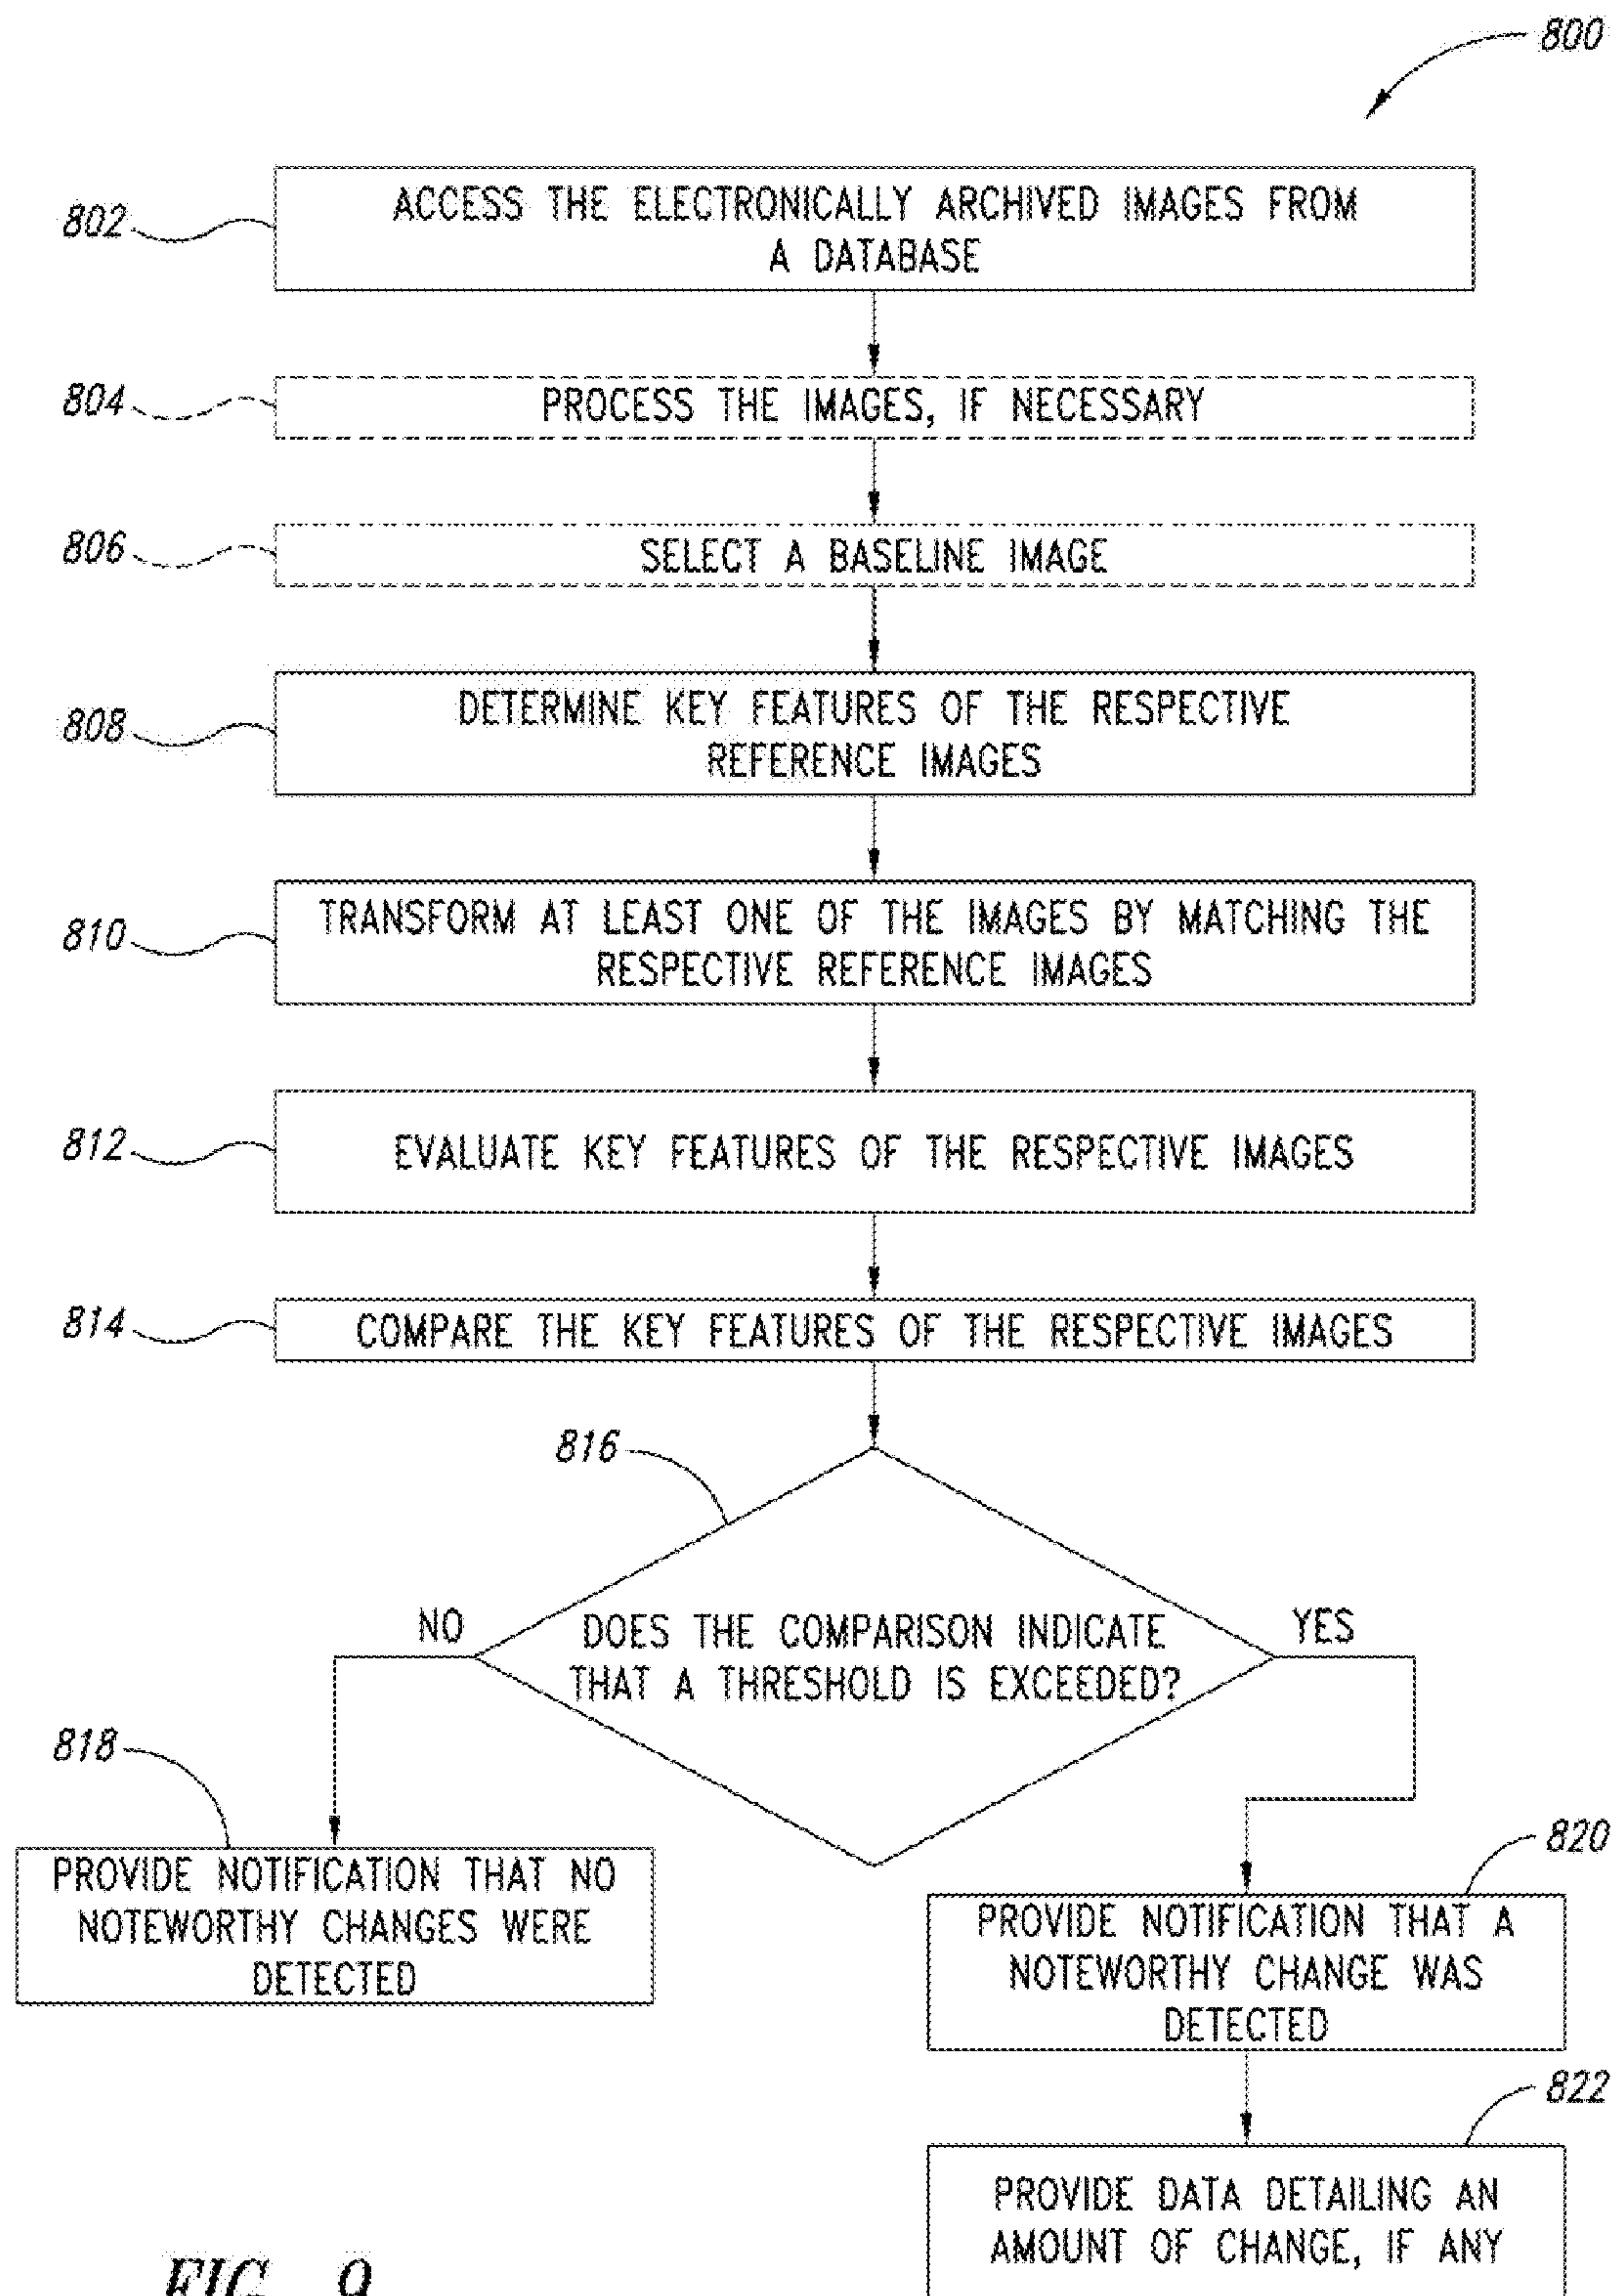 800
802
ACCESS THE ELECTRONICALLY ARCHIVED IMAGES FROM
A DATABASE
804
PROCESS THE IMAGES, IF NECESSARY
806
SELECT A BASELINE IMAGE
808
DETERMINE KEY FEATURES OF THE RESPECTIVE
REFERENCE IMAGES
810
TRANSFORM AT LEAST ONE OF THE IMAGES BY MATCHING THE
RESPECTIVE REFERENCE IMAGES
812
EVALUATE KEY FEATURES OF THE RESPECTIVE IMAGES
814
COMPARE THE KEY FEATURES OF THE RESPECTIVE IMAGES
816
NO
DOES THE COMPARISON INDICATE
THAT A THRESHOLD IS EXCEEDED?
YES
818
PROVIDE NOTIFICATION THAT NO
NOTEWORTHY CHANGES WERE
DETECTED
820
PROVIDE NOTIFICATION THAT A
NOTEWORTHY CHANGE WAS
DETECTED
822
PROVIDE DATA DETAILING AN
AMOUNT OF CHANGE, IF ANY
FIG. 9